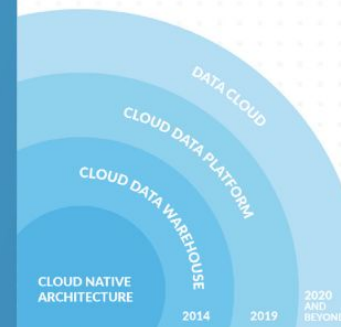 DATA CLOUD
CLOUD DATA PLATFORM
CLOUD DATA WAREHOUSE
CLOUD NATIVE
ARCHITECTURE
2014
2019
2020
AND
BEYOND